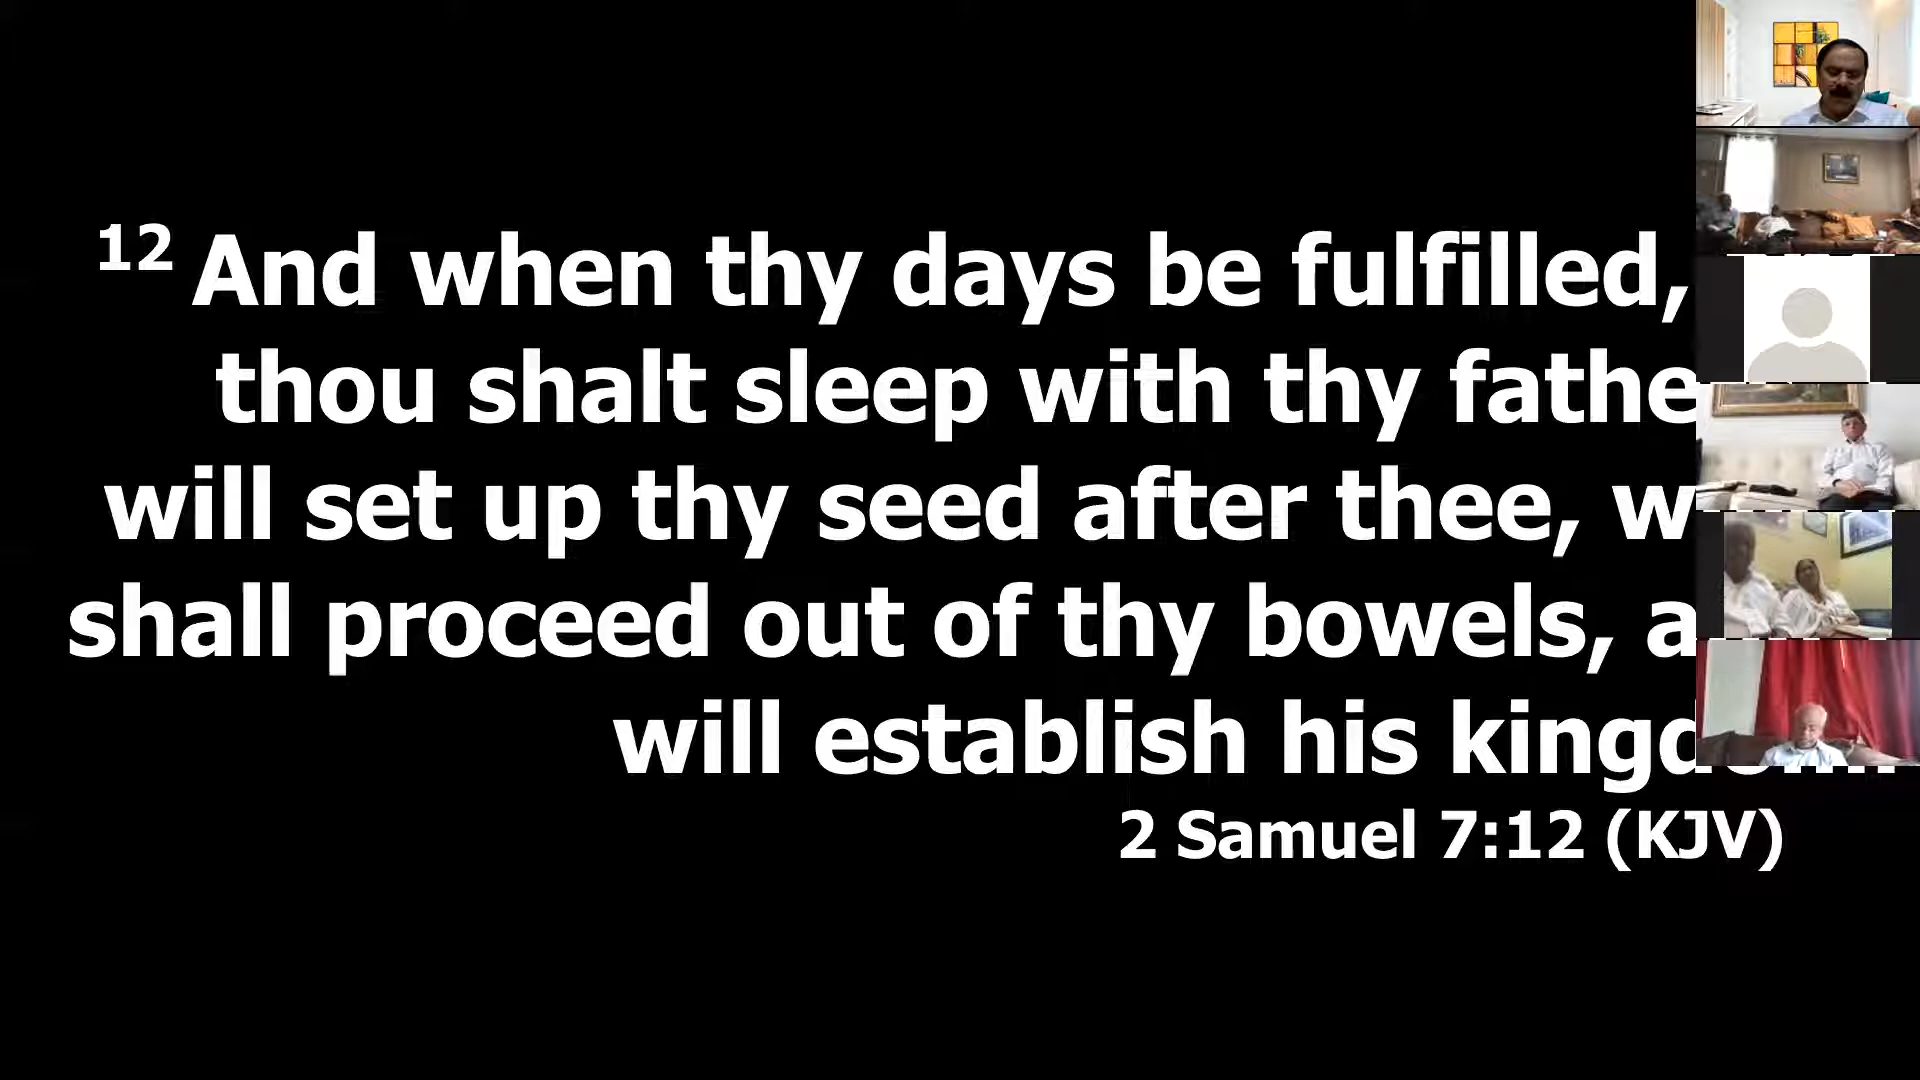 12 And when thy days be fulfilled,
thou shalt sleep with thy fathe
will set up thy seed after thee, w
shall proceed out of thy bowels, a
will establish his kingd
2 Samuel 7:12 (KJV)